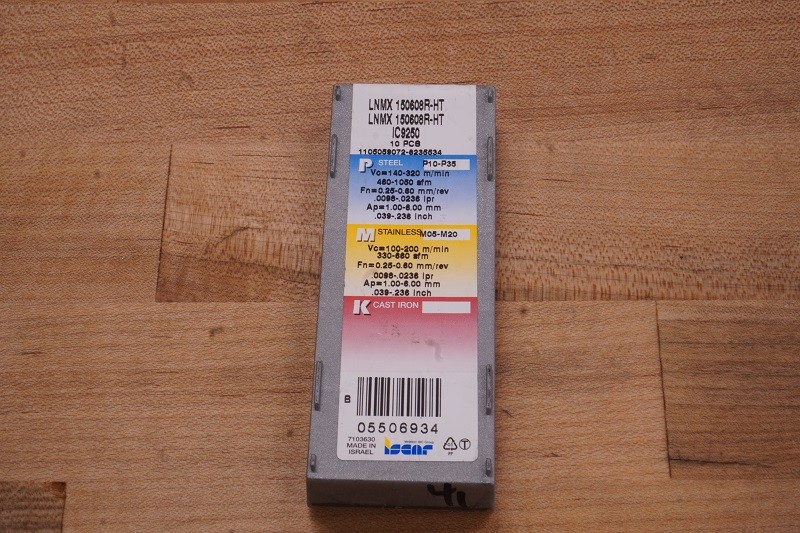 LNMX 150608R-HT
LNMX 150608R-HT
IC9250
10 PCS
1105059072-6235534
P STEEL P10-P35
Vc=140-320 m/min
460-1050 sfm
Fn=0.25-0.60 mm/rev
.0098-.0236 ipr
Ap=1.00-6.00 mm
.039-.236 inch
M STAINLESS M05-M20
Vc=100-200 m/min
330-660 sfm
Fn=0.25-0.60 mm/rev
.0098-.0236 ipr
Ap=1.00-6.00 mm
.039-.236 inch
K CAST IRON
B
05506934
7103630
MADE IN
ISRAEL
iscar
PP
T